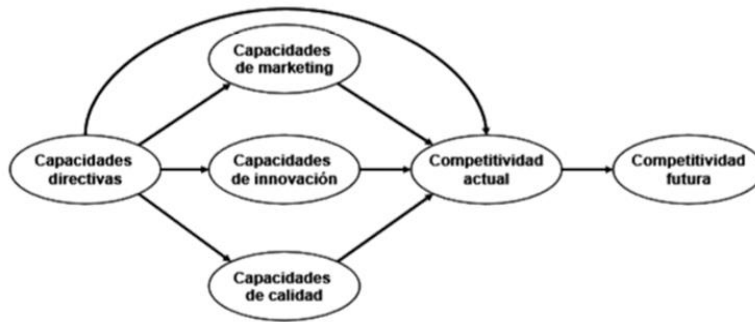 Capacidades
de marketing
Capacidades
directivas
Capacidades
de innovación
Competitividad
actual
Competitividad
futura
Capacidades
de calidad